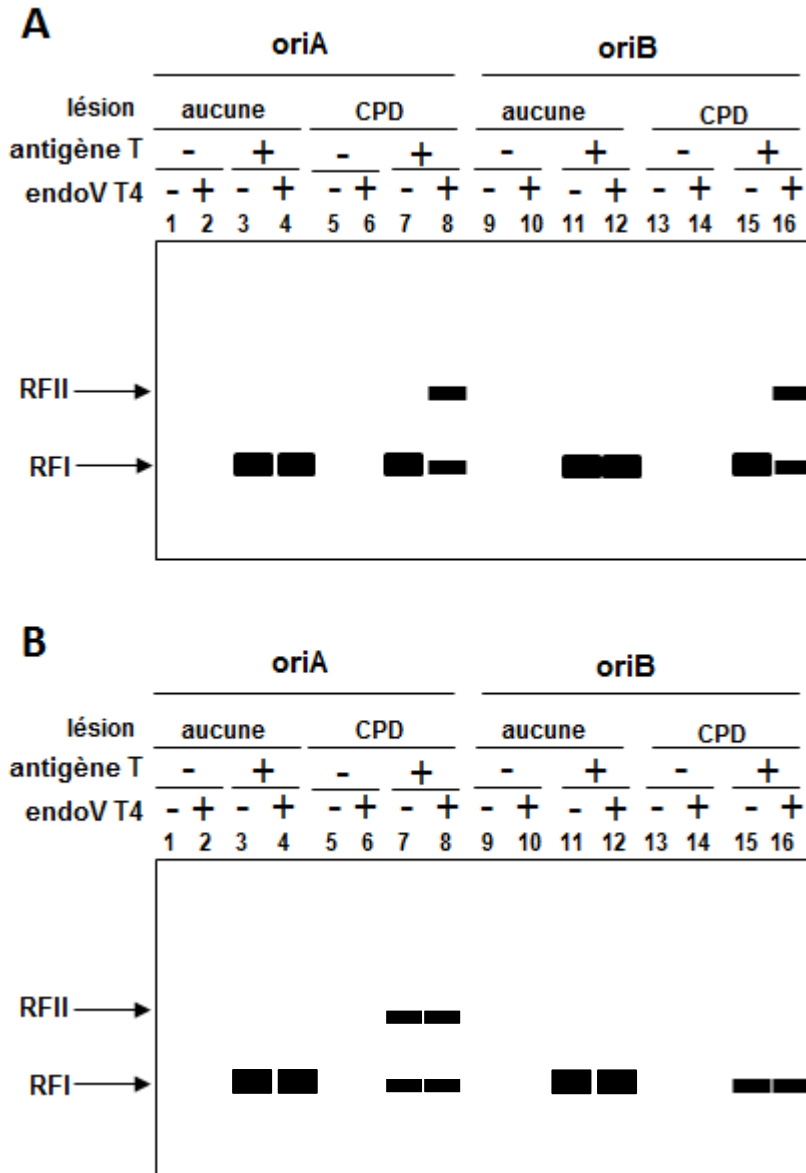 A
oriA oriB
lésion aucune CPD aucune CPD
antigène T - + - + - + - +
endoV T4 - + - + - + - + - + - + - + - +
1 2 3 4 5 6 7 8 9 10 11 12 13 14 15 16
RFII
RFI
B
oriA oriB
lésion aucune CPD aucune CPD
antigène T - + - + - + - +
endoV T4 - + - + - + - + - + - + - + - +
1 2 3 4 5 6 7 8 9 10 11 12 13 14 15 16
RFII
RFI